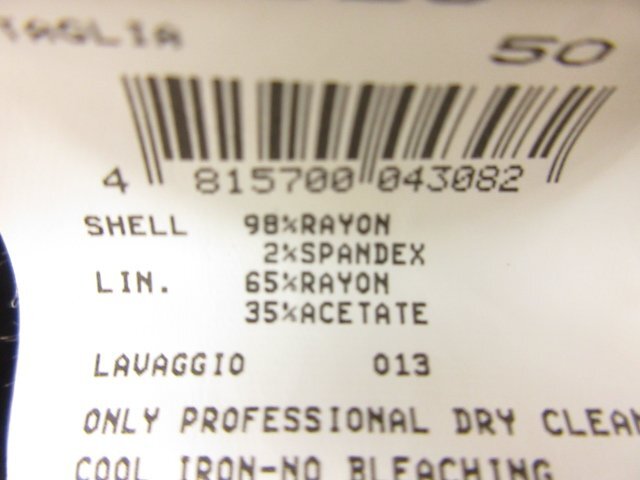 TAGLIA 50
4 815700 043082
SHELL 98%RAYON
2%SPANDEX
LIN. 65%RAYON
35%ACETATE
LAVAGGIO 013
ONLY PROFESSIONAL DRY CLEAN
COOL IRON-NO BLEACHING